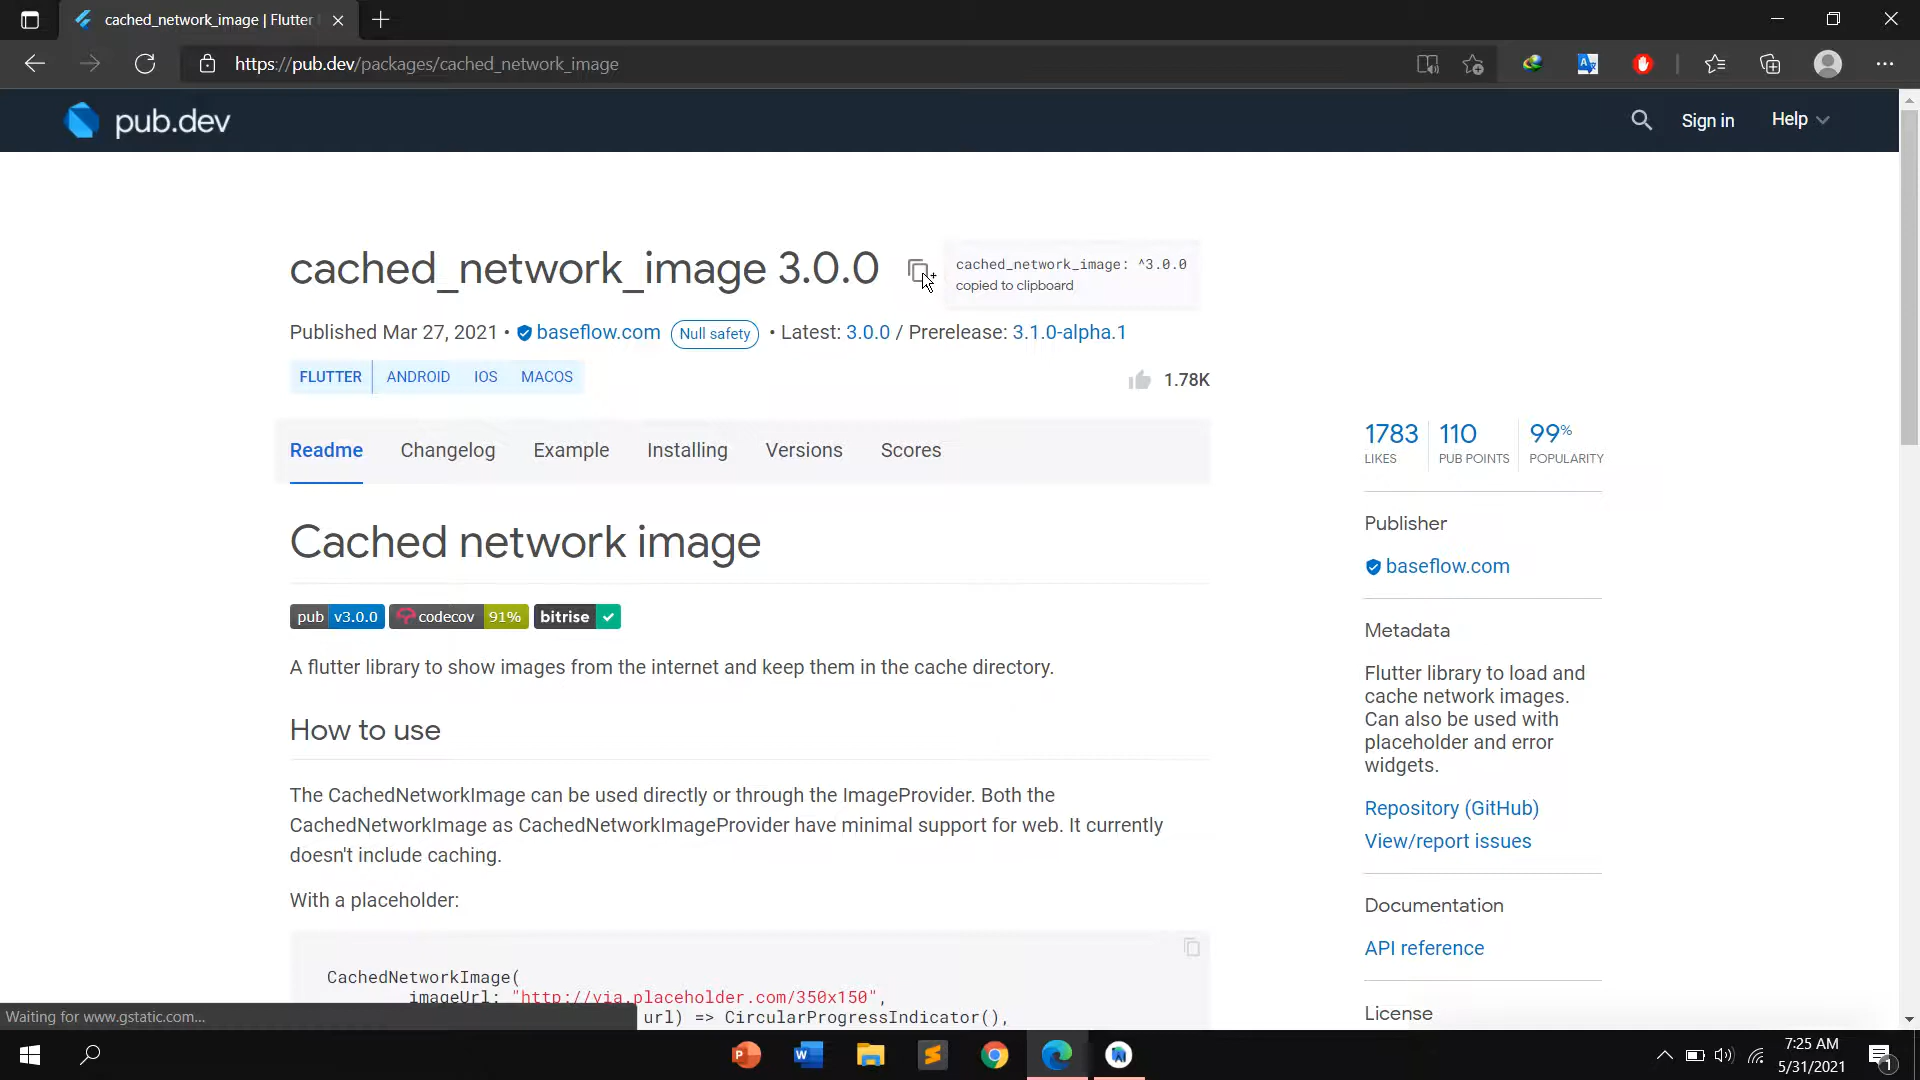 cached_network_image | Flutter
https://pub.dev/packages/cached_network_image
pub.dev
Sign in
Help
cached_network_image 3.0.0
cached_network_image: ^3.0.0
copied to clipboard
Published Mar 27, 2021 • baseflow.com Null safety • Latest: 3.0.0 / Prerelease: 3.1.0-alpha.1
FLUTTER ANDROID IOS MACOS
1.78K
Readme Changelog Example Installing Versions Scores
1783 110 99%
LIKES PUB POINTS POPULARITY
Cached network image
pub v3.0.0 codecov 91% bitrise
A flutter library to show images from the internet and keep them in the cache directory.
How to use
The CachedNetworkImage can be used directly or through the ImageProvider. Both the
CachedNetworkImage as CachedNetworkImageProvider have minimal support for web. It currently
doesn't include caching.
With a placeholder:
CachedNetworkImage(
imageUrl: "http://via.placeholder.com/350x150",
url) => CircularProgressIndicator(),
Publisher
baseflow.com
Metadata
Flutter library to load and
cache network images.
Can also be used with
placeholder and error
widgets.
Repository (GitHub)
View/report issues
Documentation
API reference
License
Waiting for www.gstatic.com...
7:25 AM
5/31/2021
1